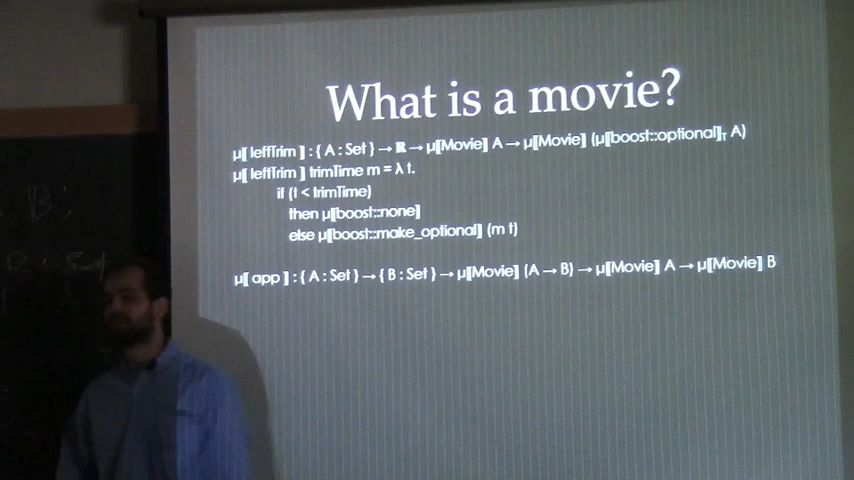 What is a movie?
μ⟦ leftTrim ⟧ : { A : Set } → ℝ → μ⟦Movie⟧ A → μ⟦Movie⟧ (μ⟦boost::optional⟧ᴛ A)
μ⟦ leftTrim ⟧ trimTime m = λ t.
if (t < trimTime)
then μ⟦boost::none⟧
else μ⟦boost::make_optional⟧ (m t)
μ⟦ app ⟧ : { A : Set } → { B : Set } → μ⟦Movie⟧ (A → B) → μ⟦Movie⟧ A → μ⟦Movie⟧ B
B,